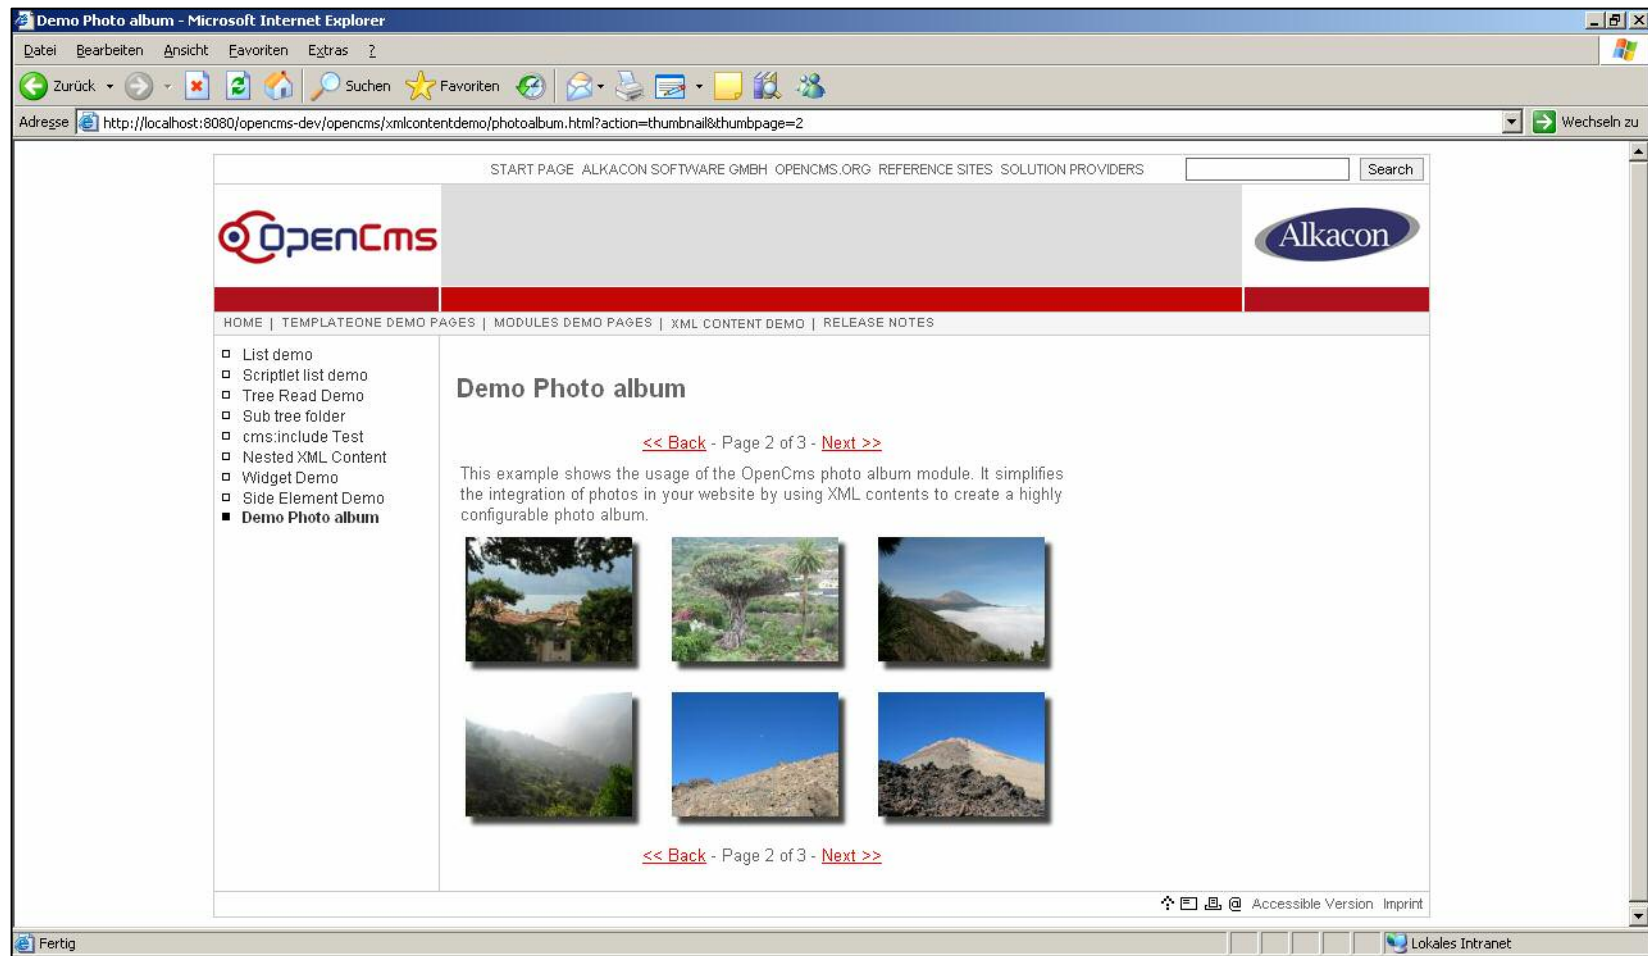 Demo Photo album - Microsoft Internet Explorer
Datei Bearbeiten Ansicht Favoriten Extras ?
Zurück Suchen Favoriten
Adresse http://localhost:8080/opencms-dev/opencms/xmlcontentdemo/photoalbum.html?action=thumbnail&thumbpage=2 Wechseln zu
START PAGE ALKACON SOFTWARE GMBH OPENCMS.ORG REFERENCE SITES SOLUTION PROVIDERS Search
OpenCms Alkacon
HOME | TEMPLATEONE DEMO PAGES | MODULES DEMO PAGES | XML CONTENT DEMO | RELEASE NOTES
List demo
Scriptlet list demo
Tree Read Demo
Sub tree folder
cms:include Test
Nested XML Content
Widget Demo
Side Element Demo
Demo Photo album
Demo Photo album
<< Back - Page 2 of 3 - Next >>
This example shows the usage of the OpenCms photo album module. It simplifies
the integration of photos in your website by using XML contents to create a highly
configurable photo album.
<< Back - Page 2 of 3 - Next >>
@ Accessible Version Imprint
Fertig Lokales Intranet